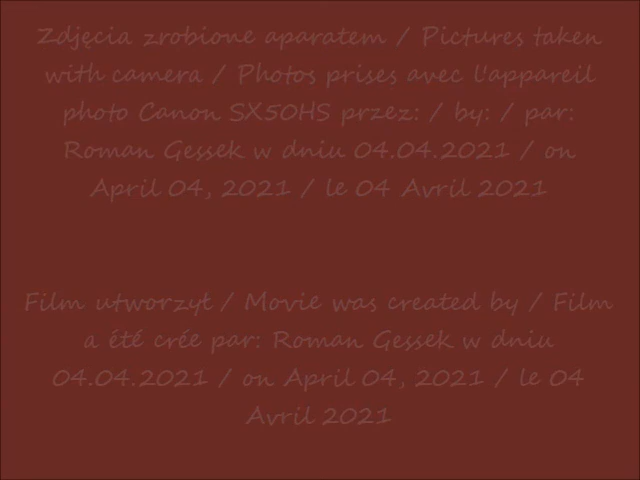 Zdjęcia zrobione aparatem / Pictures taken
with camera / Photos prises avec l'appareil
photo Canon SX50HS przez: / by: / par:
Roman Gessek w dniu 04.04.2021 / on
April 04, 2021 / le 04 Avril 2021
Film utworzył / Movie was created by / Film
a été crée par: Roman Gessek w dniu
04.04.2021 / on April 04, 2021 / le 04
Avril 2021